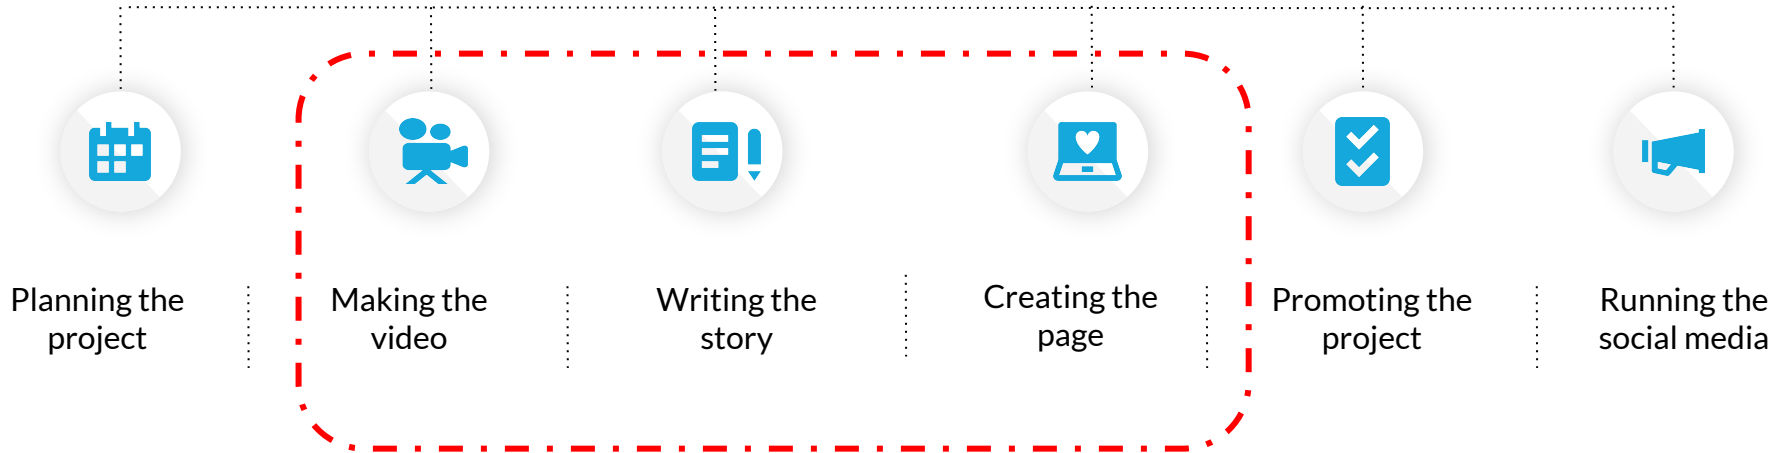 Planning the
project
Making the
video
Writing the
story
Creating the
page
Promoting the
project
Running the
social media